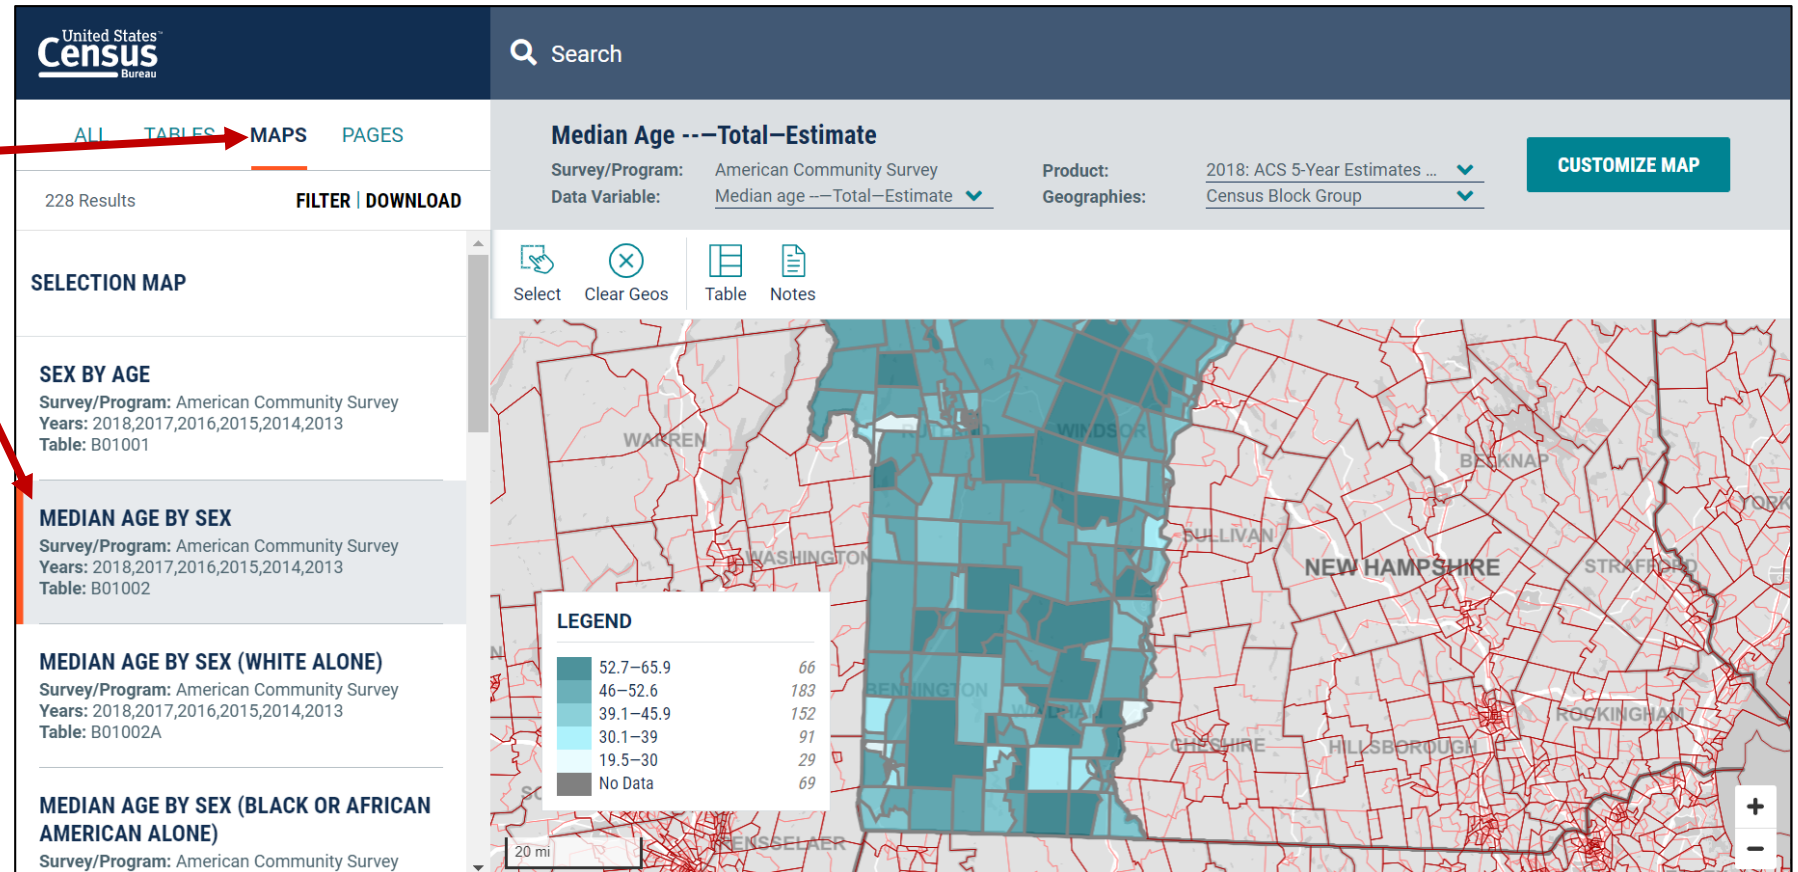 United States™
Census
Bureau
Search
ALL TABLES MAPS PAGES
228 Results FILTER | DOWNLOAD
SELECTION MAP
SEX BY AGE
Survey/Program: American Community Survey
Years: 2018,2017,2016,2015,2014,2013
Table: B01001
MEDIAN AGE BY SEX
Survey/Program: American Community Survey
Years: 2018,2017,2016,2015,2014,2013
Table: B01002
MEDIAN AGE BY SEX (WHITE ALONE)
Survey/Program: American Community Survey
Years: 2018,2017,2016,2015,2014,2013
Table: B01002A
MEDIAN AGE BY SEX (BLACK OR AFRICAN
AMERICAN ALONE)
Survey/Program: American Community Survey
Median Age --—Total—Estimate
Survey/Program: American Community Survey
Data Variable: Median age --—Total—Estimate
Product: 2018: ACS 5-Year Estimates ...
Geographies: Census Block Group
CUSTOMIZE MAP
Select Clear Geos Table Notes
WARREN
RUTLAND
WINDSOR
BELKNAP
YORK
SULLIVAN
WASHINGTON
NEW HAMPSHIRE
STRAFFORD
BENNINGTON
WINDHAM
ROCKINGHAM
CHESHIRE
HILLSBOROUGH
RENSSELAER
LEGEND
52.7—65.9 66
46—52.6 183
39.1—45.9 152
30.1—39 91
19.5—30 29
No Data 69
20 mi
+
−